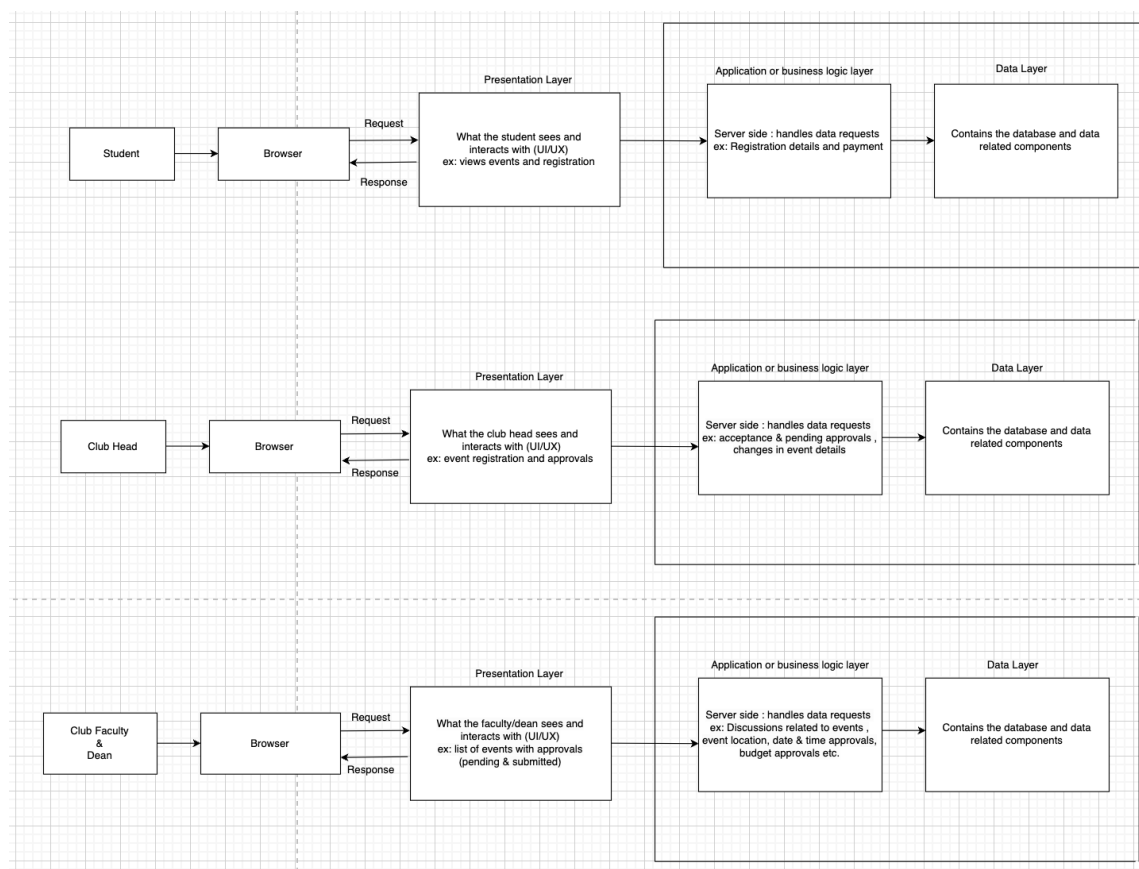 Presentation Layer
Application or business logic layer
Data Layer
Student
Browser
Request
Response
What the student sees and
interacts with (UI/UX)
ex: views events and registration
Server side : handles data requests
ex: Registration details and payment
Contains the database and data
related components
Presentation Layer
Application or business logic layer
Data Layer
Club Head
Browser
Request
Response
What the club head sees and
interacts with (UI/UX)
ex: event registration and approvals
Server side : handles data requests
ex: acceptance & pending approvals ,
changes in event details
Contains the database and data
related components
Presentation Layer
Application or business logic layer
Data Layer
Club Faculty
&
Dean
Browser
Request
Response
What the faculty/dean sees and
interacts with (UI/UX)
ex: list of events with approvals
(pending & submitted)
Server side : handles data requests
ex: Discussions related to events ,
event location, date & time approvals,
budget approvals etc.
Contains the database and data
related components